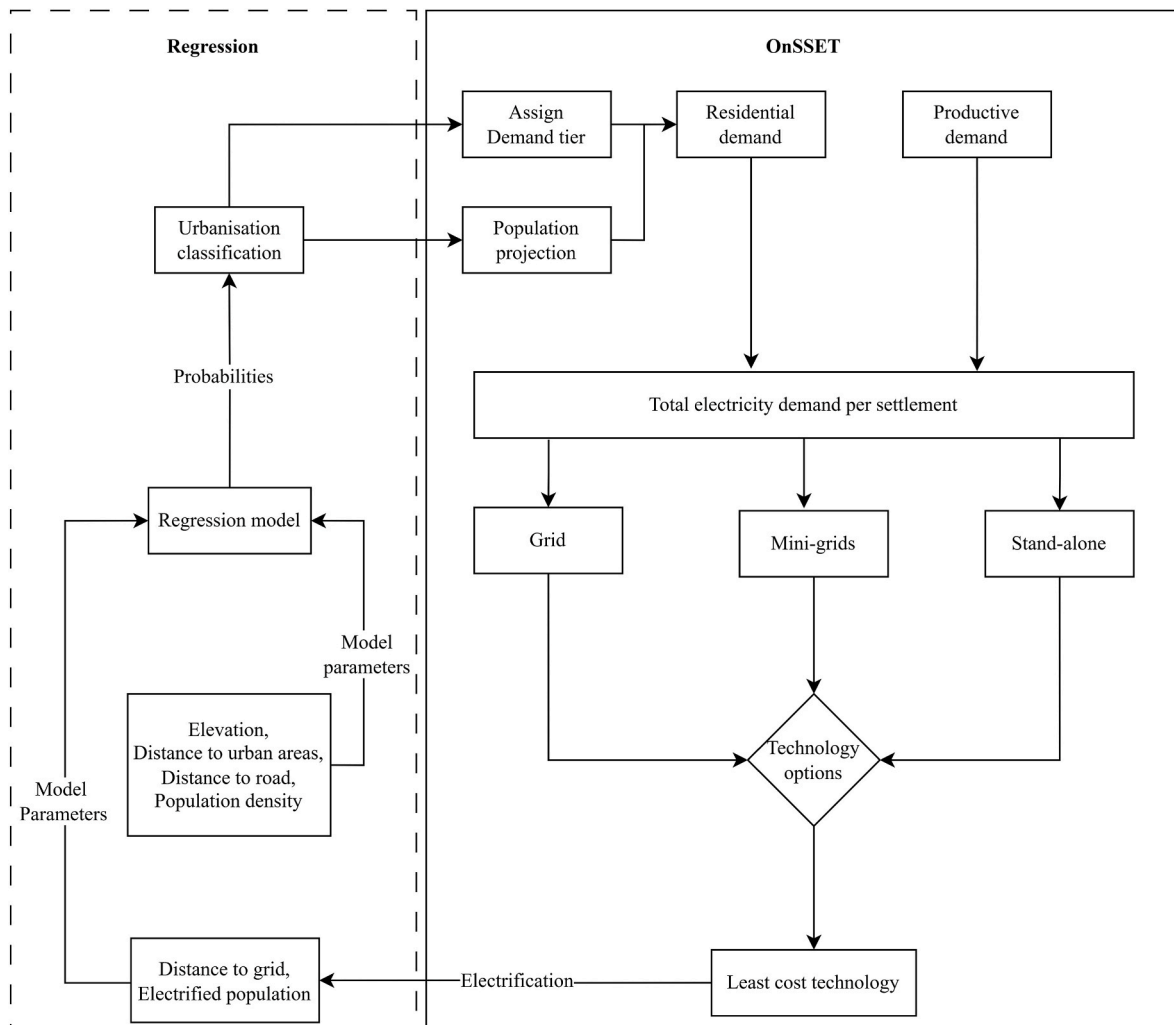 Regression
OnSSET
Assign
Demand tier
Residential
demand
Productive
demand
Urbanisation
classification
Population
projection
Probabilities
Total electricity demand per settlement
Regression model
Grid
Mini-grids
Stand-alone
Model
parameters
Elevation,
Distance to urban areas,
Distance to road,
Population density
Technology
options
Model
Parameters
Distance to grid,
Electrified population
Electrification
Least cost technology